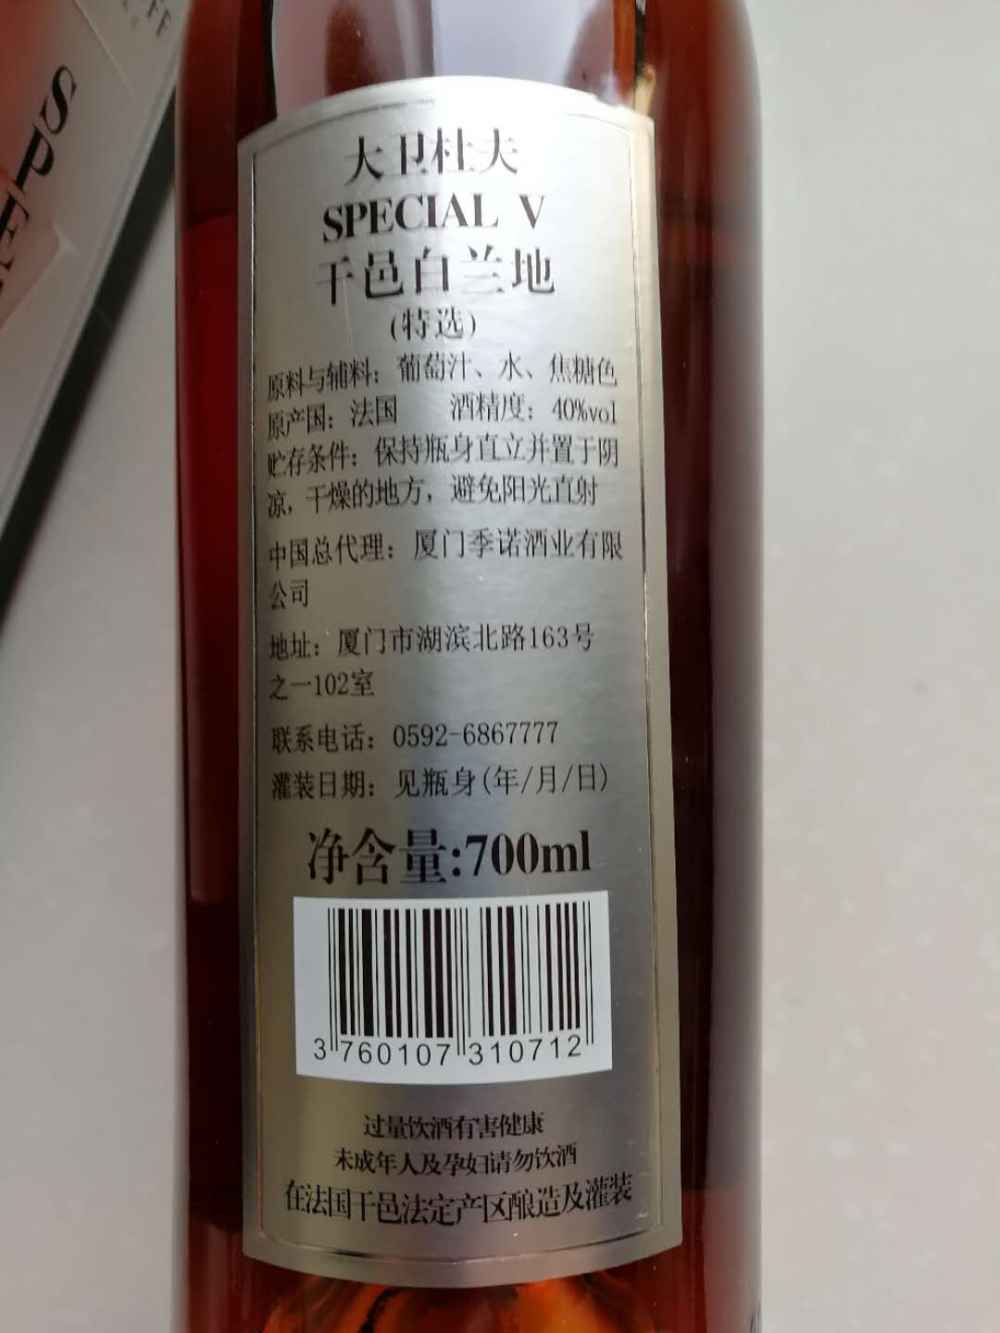 FF
SPE
大卫杜夫
SPECIAL V
干邑白兰地
(特选)
原料与辅料：葡萄汁、水、焦糖色
原产国：法国 酒精度：40%vol
贮存条件：保持瓶身直立并置于阴
凉，干燥的地方，避免阳光直射
中国总代理：厦门季诺酒业有限
公司
地址：厦门市湖滨北路163号
之一102室
联系电话：0592-6867777
灌装日期：见瓶身(年/月/日)
净含量:700ml
3 760107 310712
过量饮酒有害健康
未成年人及孕妇请勿饮酒
在法国干邑法定产区酿造及灌装